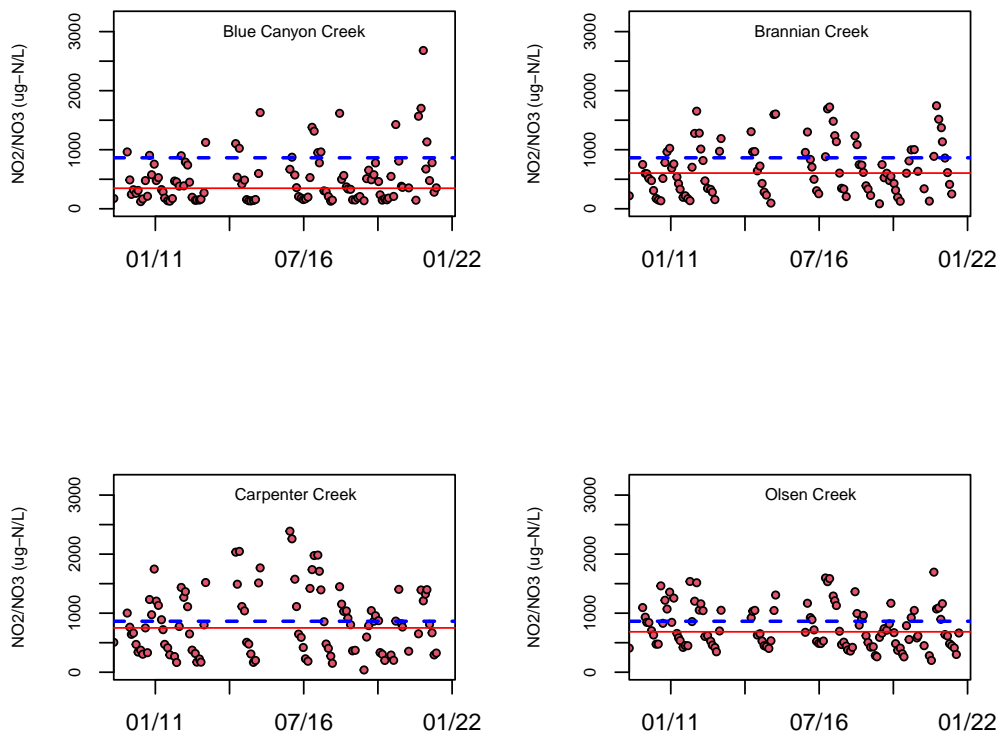 Blue Canyon Creek
NO2/NO3 (ug−N/L)
3000
2000
1000
0
01/11 07/16 01/22
Brannian Creek
NO2/NO3 (ug−N/L)
3000
2000
1000
0
01/11 07/16 01/22
Carpenter Creek
NO2/NO3 (ug−N/L)
3000
2000
1000
0
01/11 07/16 01/22
Olsen Creek
NO2/NO3 (ug−N/L)
3000
2000
1000
0
01/11 07/16 01/22